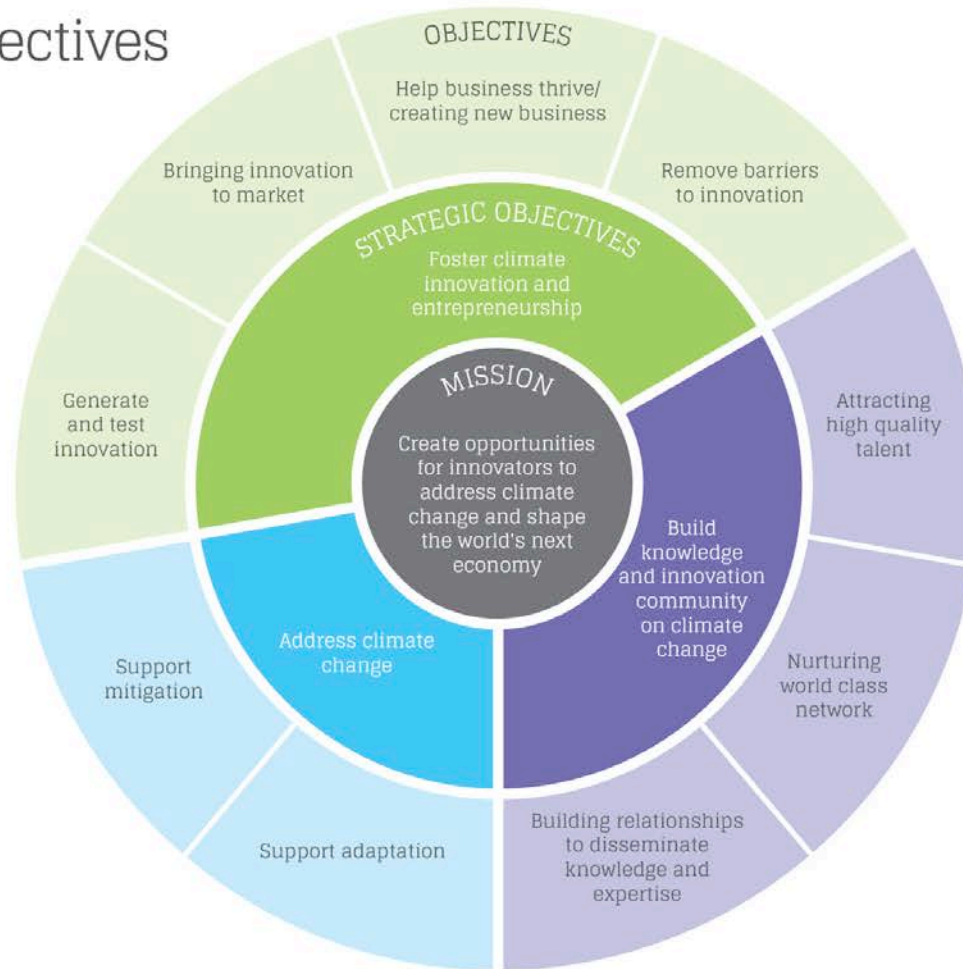 ectives
OBJECTIVES
Help business thrive/
creating new business
Bringing innovation
to market
Remove barriers
to innovation
STRATEGIC OBJECTIVES
Foster climate
innovation and
entrepreneurship
MISSION
Create opportunities
for innovators to
address climate
change and shape
the world's next
economy
Generate
and test
innovation
Attracting
high quality
talent
Build
knowledge
and innovation
community
on climate
change
Address climate
change
Support
mitigation
Nurturing
world class
network
Support adaptation
Building relationships
to disseminate
knowledge and
expertise